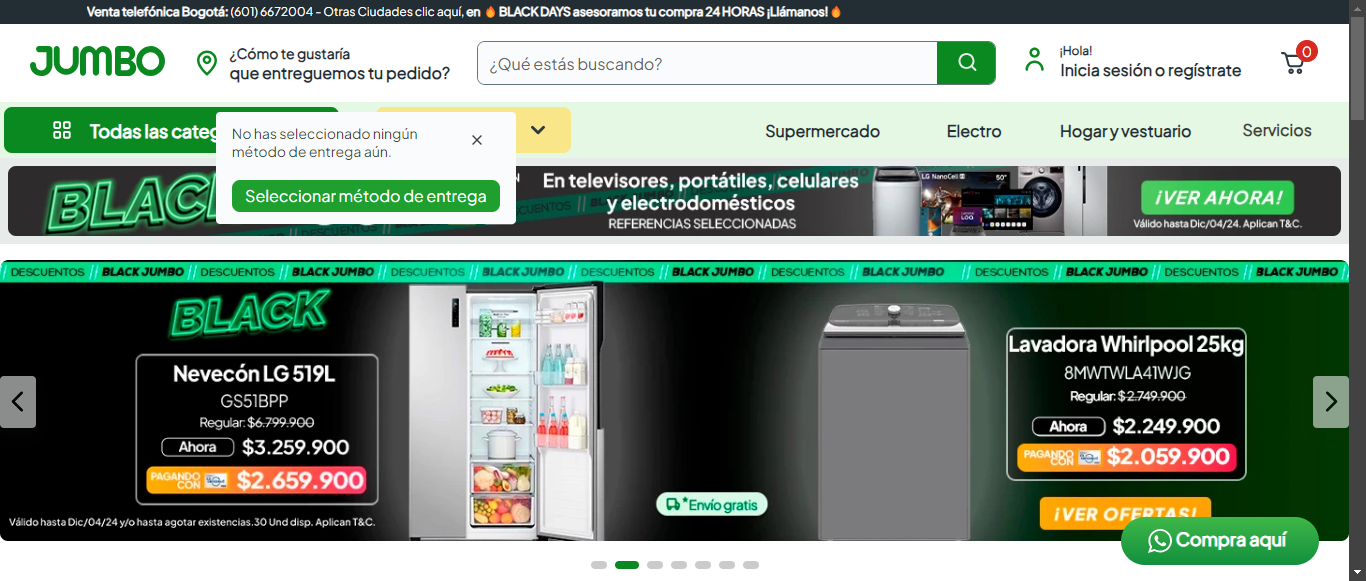 Venta telefónica Bogotá: (601) 6672004 - Otras Ciudades clic aquí, en 🔥 BLACK DAYS asesoramos tu compra 24 HORAS ¡Llámanos! 🔥
JUMBO
¿Cómo te gustaría
que entreguemos tu pedido?
¿Qué estás buscando?
¡Hola!
Inicia sesión o regístrate
0
Todas las categ
Supermercado
Electro
Hogar y vestuario
Servicios
No has seleccionado ningún
método de entrega aún.
Seleccionar método de entrega
BLACK
En televisores, portátiles, celulares
y electrodomésticos
REFERENCIAS SELECCIONADAS
LG NanoCell
50"
¡VER AHORA!
Válido hasta Dic/04/24. Aplican T&C.
DESCUENTOS // BLACK JUMBO // DESCUENTOS // BLACK JUMBO // DESCUENTOS // BLACK JUMBO // DESCUENTOS // BLACK JUMBO // DESCUENTOS // BLACK JUMBO // DESCUENTOS // BLACK JUMBO // DESCUENTOS // BLACK JUMBO
BLACK
Nevecón LG 519L
GS51BPP
Regular: $6.799.900
Ahora $3.259.900
PAGANDO CON $2.659.900
Válido hasta Dic/04/24 y/o hasta agotar existencias.30 Und disp. Aplican T&C.
*Envío gratis
Lavadora Whirlpool 25kg
8MWTWLA41WJG
Regular: $2.749.900
Ahora $2.249.900
PAGANDO CON $2.059.900
¡VER OFERTAS!
Compra aquí